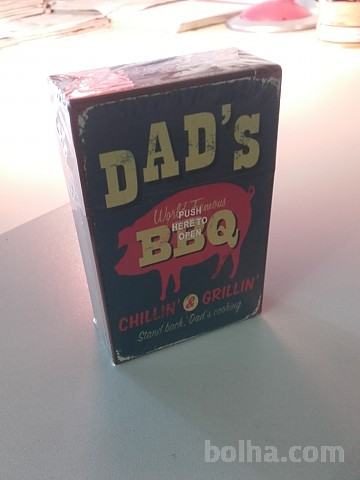 DAD'S
World Famous
PUSH
HERE TO
OPEN
BBQ
CHILLIN' & GRILLIN'
Stand back, Dad's cooking
bolha.com